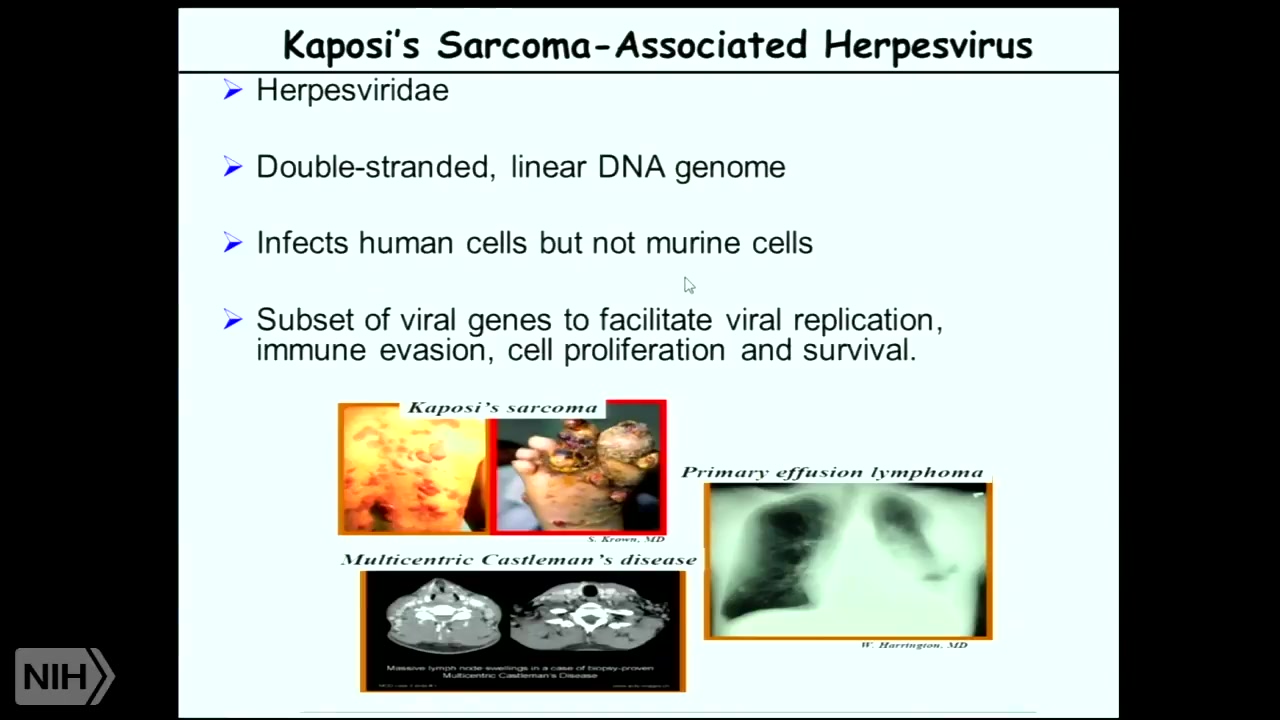 Kaposi's Sarcoma-Associated Herpesvirus
Herpesviridae
Double-stranded, linear DNA genome
Infects human cells but not murine cells
Subset of viral genes to facilitate viral replication,
immune evasion, cell proliferation and survival.
Kaposi's sarcoma
S. Krown, MD
Primary effusion lymphoma
W. Harrington, MD
Multicentric Castleman's disease
Massive lymph node swellings in a case of biopsy-proven
Multicentric Castleman's Disease
NIH